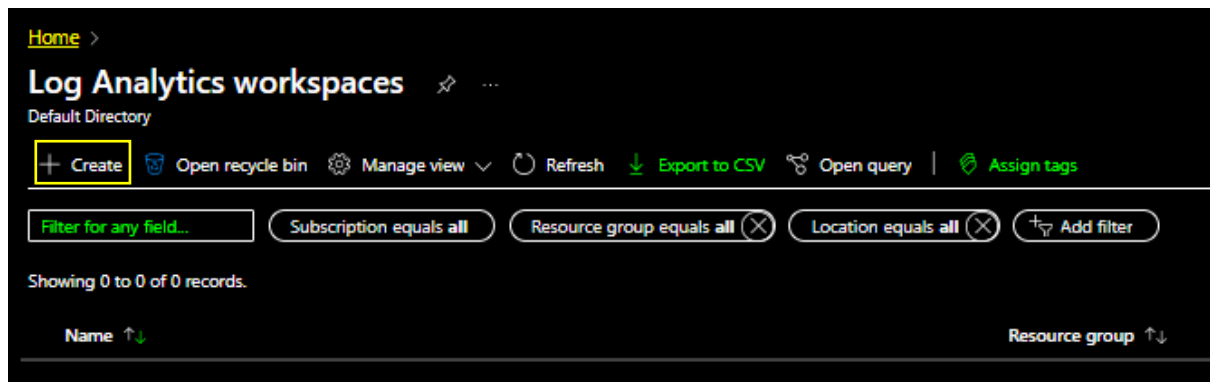 Home >
Log Analytics workspaces ...
Default Directory
+ Create Open recycle bin Manage view Refresh Export to CSV Open query | Assign tags
Filter for any field... Subscription equals all Resource group equals all Location equals all Add filter
Showing 0 to 0 of 0 records.
Name ↑↓ Resource group ↑↓